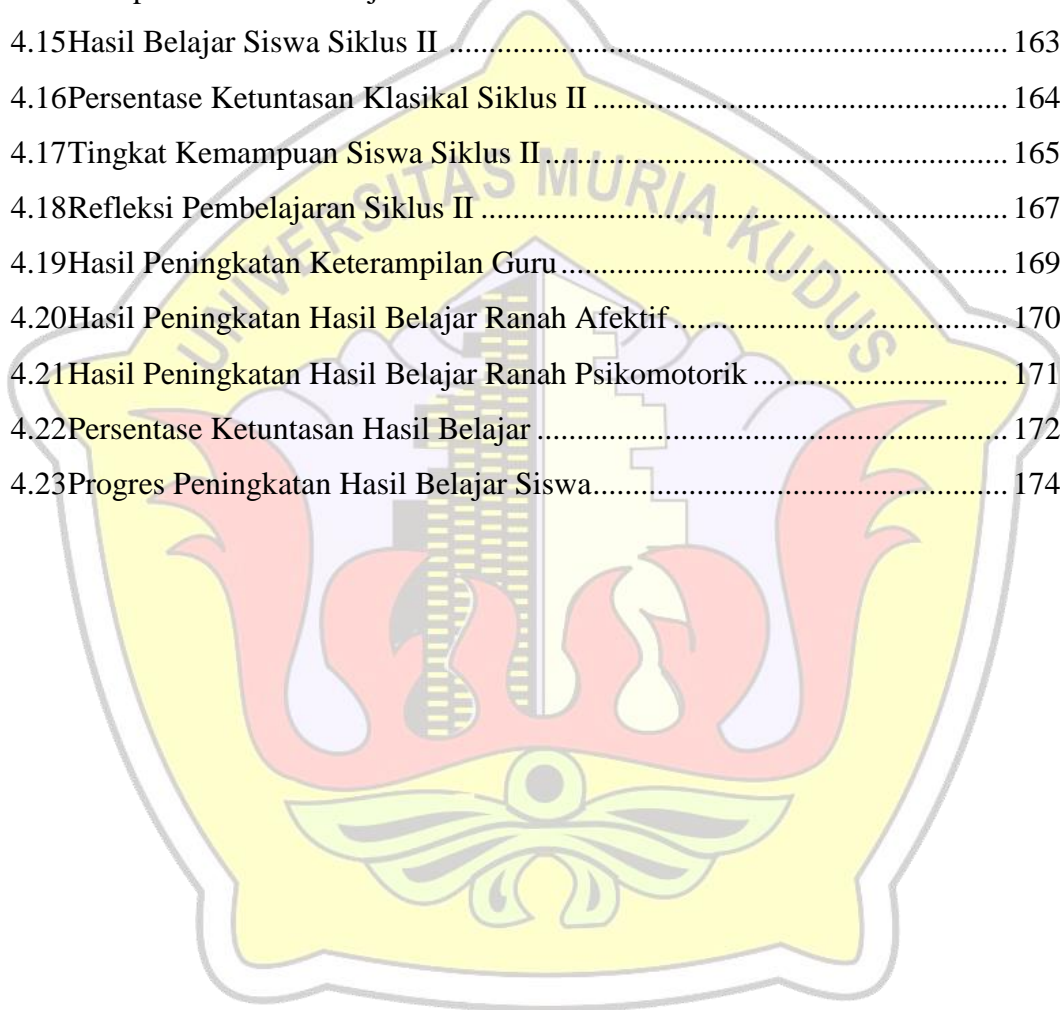 4.15Hasil Belajar Siswa Siklus II ............................................................ 163
4.16Persentase Ketuntasan Klasikal Siklus II ............................................ 164
4.17Tingkat Kemampuan Siswa Siklus II .................................................. 165
4.18Refleksi Pembelajaran Siklus II ......................................................... 167
4.19Hasil Peningkatan Keterampilan Guru ................................................ 169
4.20Hasil Peningkatan Hasil Belajar Ranah Afektif .................................... 170
4.21Hasil Peningkatan Hasil Belajar Ranah Psikomotorik ........................... 171
4.22Persentase Ketuntasan Hasil Belajar .................................................. 172
4.23Progres Peningkatan Hasil Belajar Siswa............................................. 174
UNIVERSITAS MURIA KUDUS